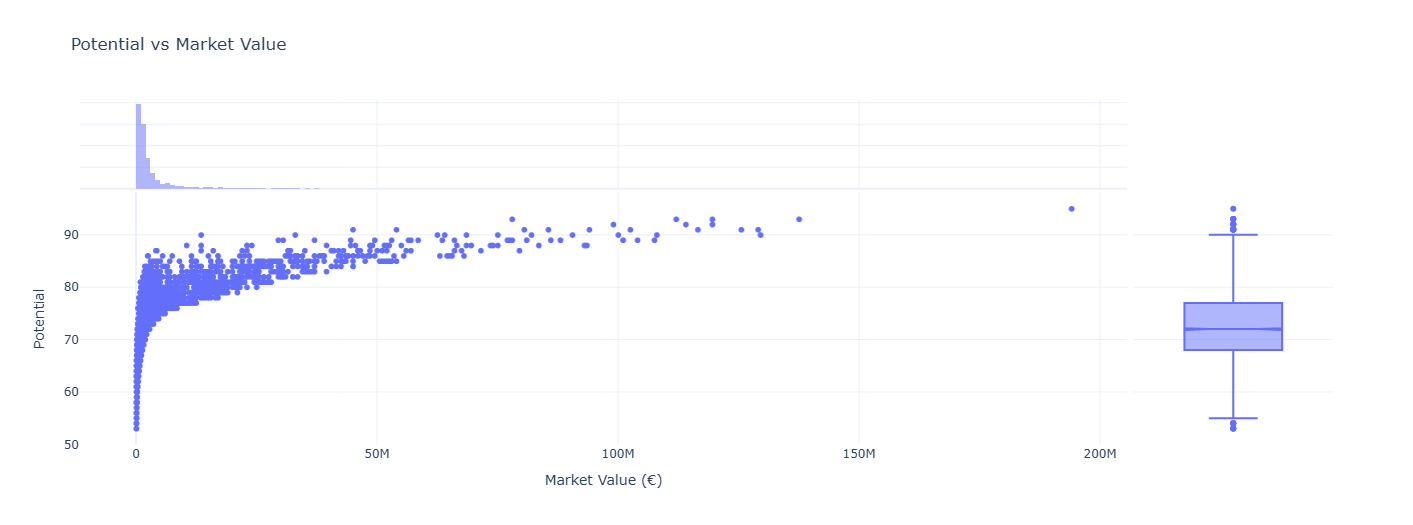 Potential vs Market Value
90
80
70
60
50
Potential
0
50M
100M
150M
200M
Market Value (€)